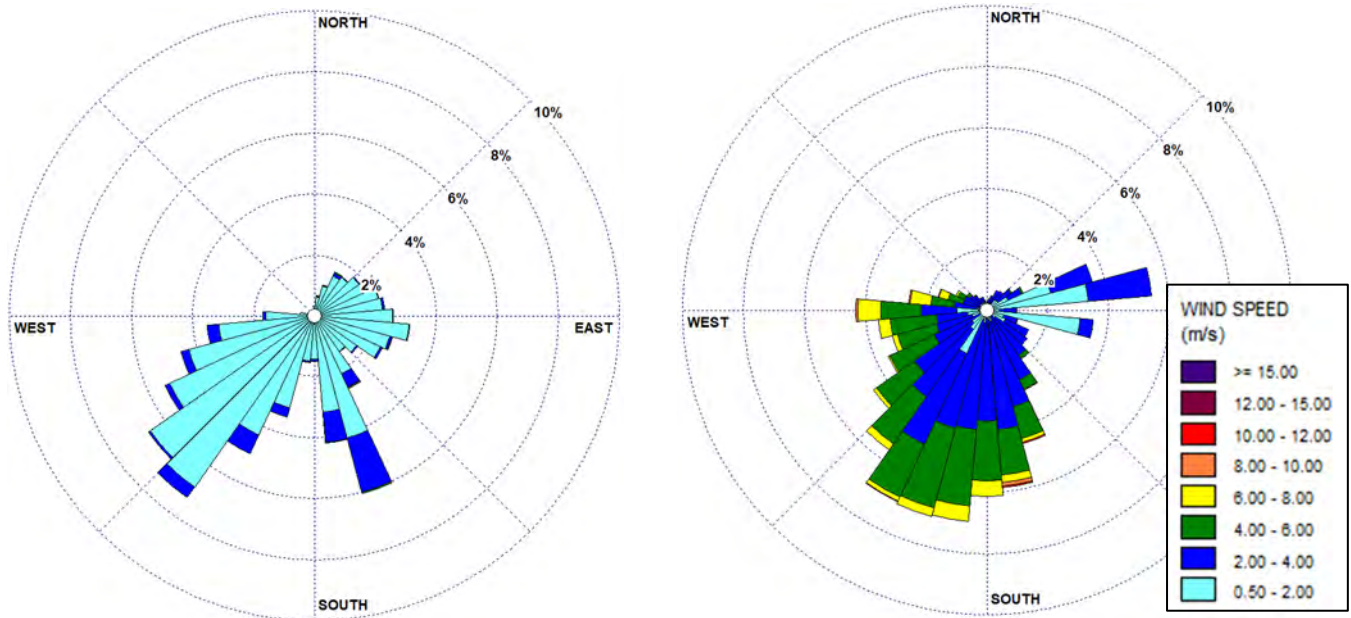 NORTH
10%
8%
6%
4%
2%
WEST
EAST
SOUTH
NORTH
10%
8%
6%
4%
2%
WEST
SOUTH
WIND SPEED
(m/s)
>= 15.00
12.00 - 15.00
10.00 - 12.00
8.00 - 10.00
6.00 - 8.00
4.00 - 6.00
2.00 - 4.00
0.50 - 2.00